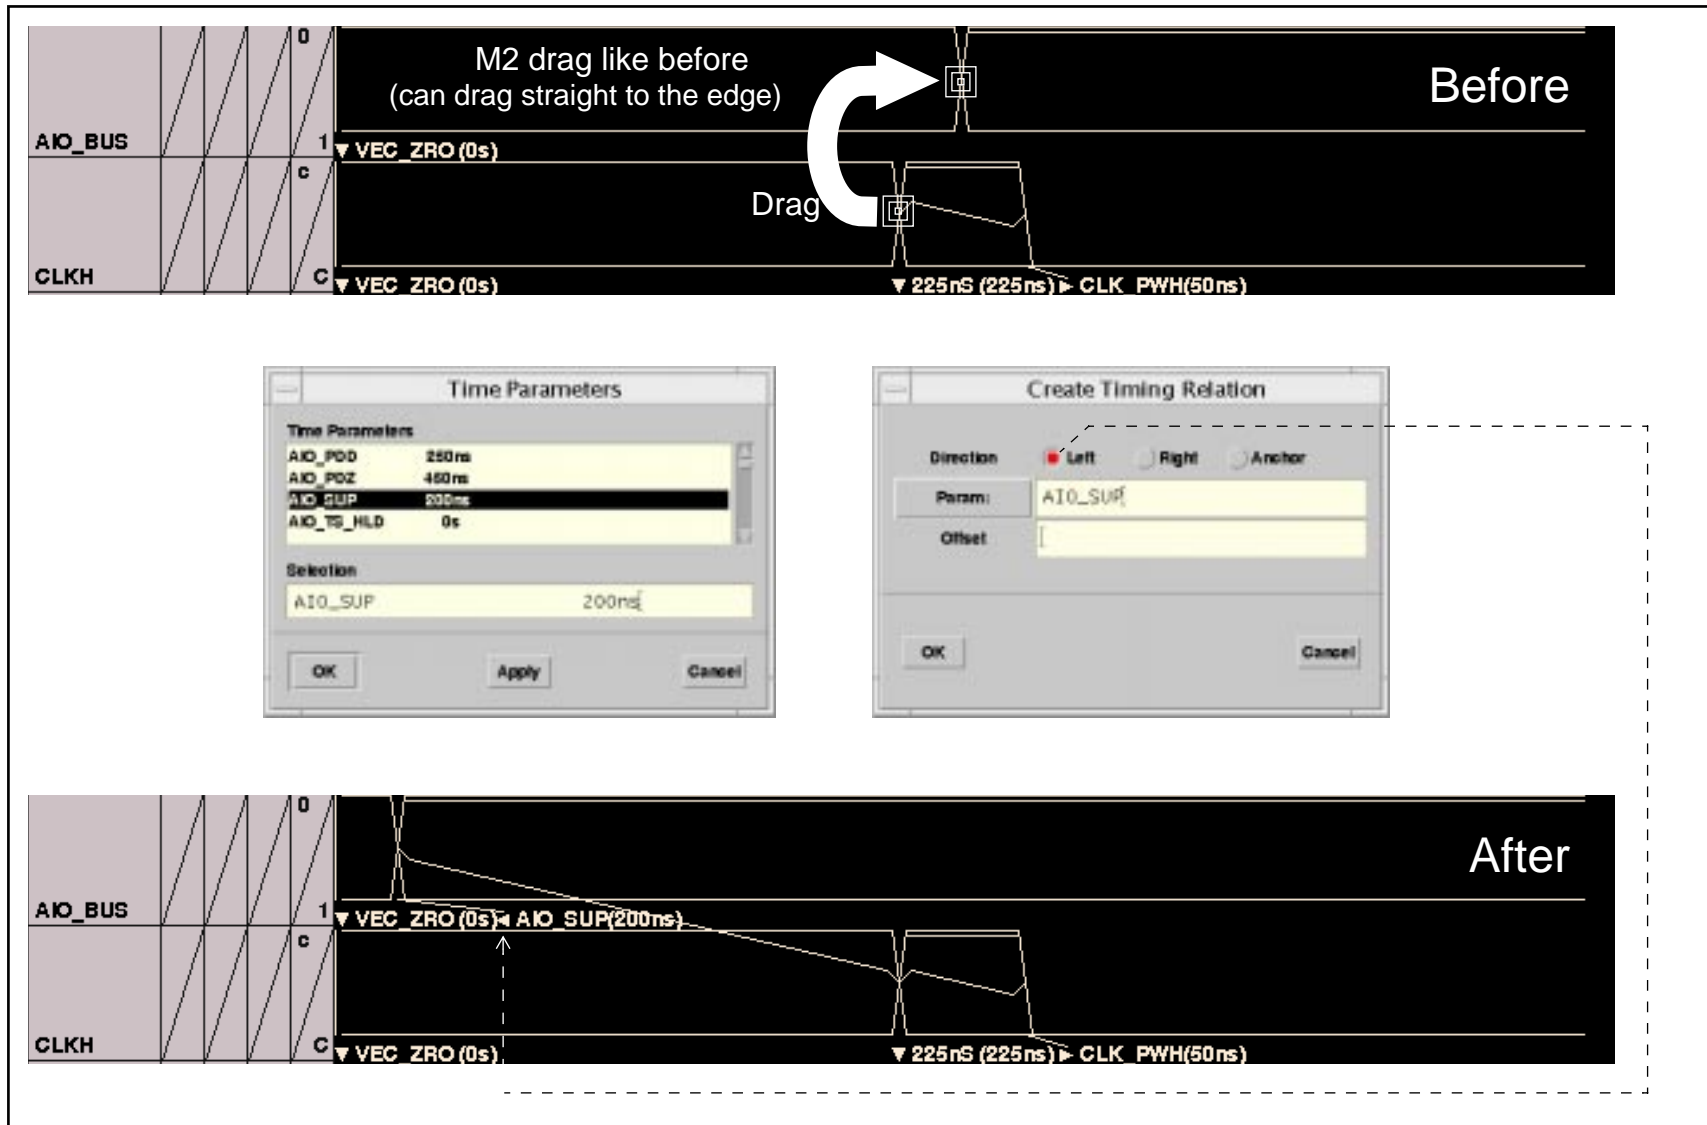 0
M2 drag like before
(can drag straight to the edge)
Before
AIO_BUS
1
VEC_ZRO (0s)
c
Drag
CLKH
C
VEC_ZRO (0s)
225nS (225ns)
CLK_PWH(50ns)
Time Parameters
Time Parameters
AIO_PDD 250ns
AIO_PDZ 450ns
AIO_SUP 200ns
AIO_TS_HLD 0s
Selection
AIO_SUP 200ns
OK Apply Cancel
Create Timing Relation
Direction Left Right Anchor
Param: AIO_SUP
Offset
OK Cancel
0
After
AIO_BUS
1
VEC_ZRO (0s)
AIO_SUP(200ns)
c
CLKH
C
VEC_ZRO (0s)
225nS (225ns)
CLK_PWH(50ns)